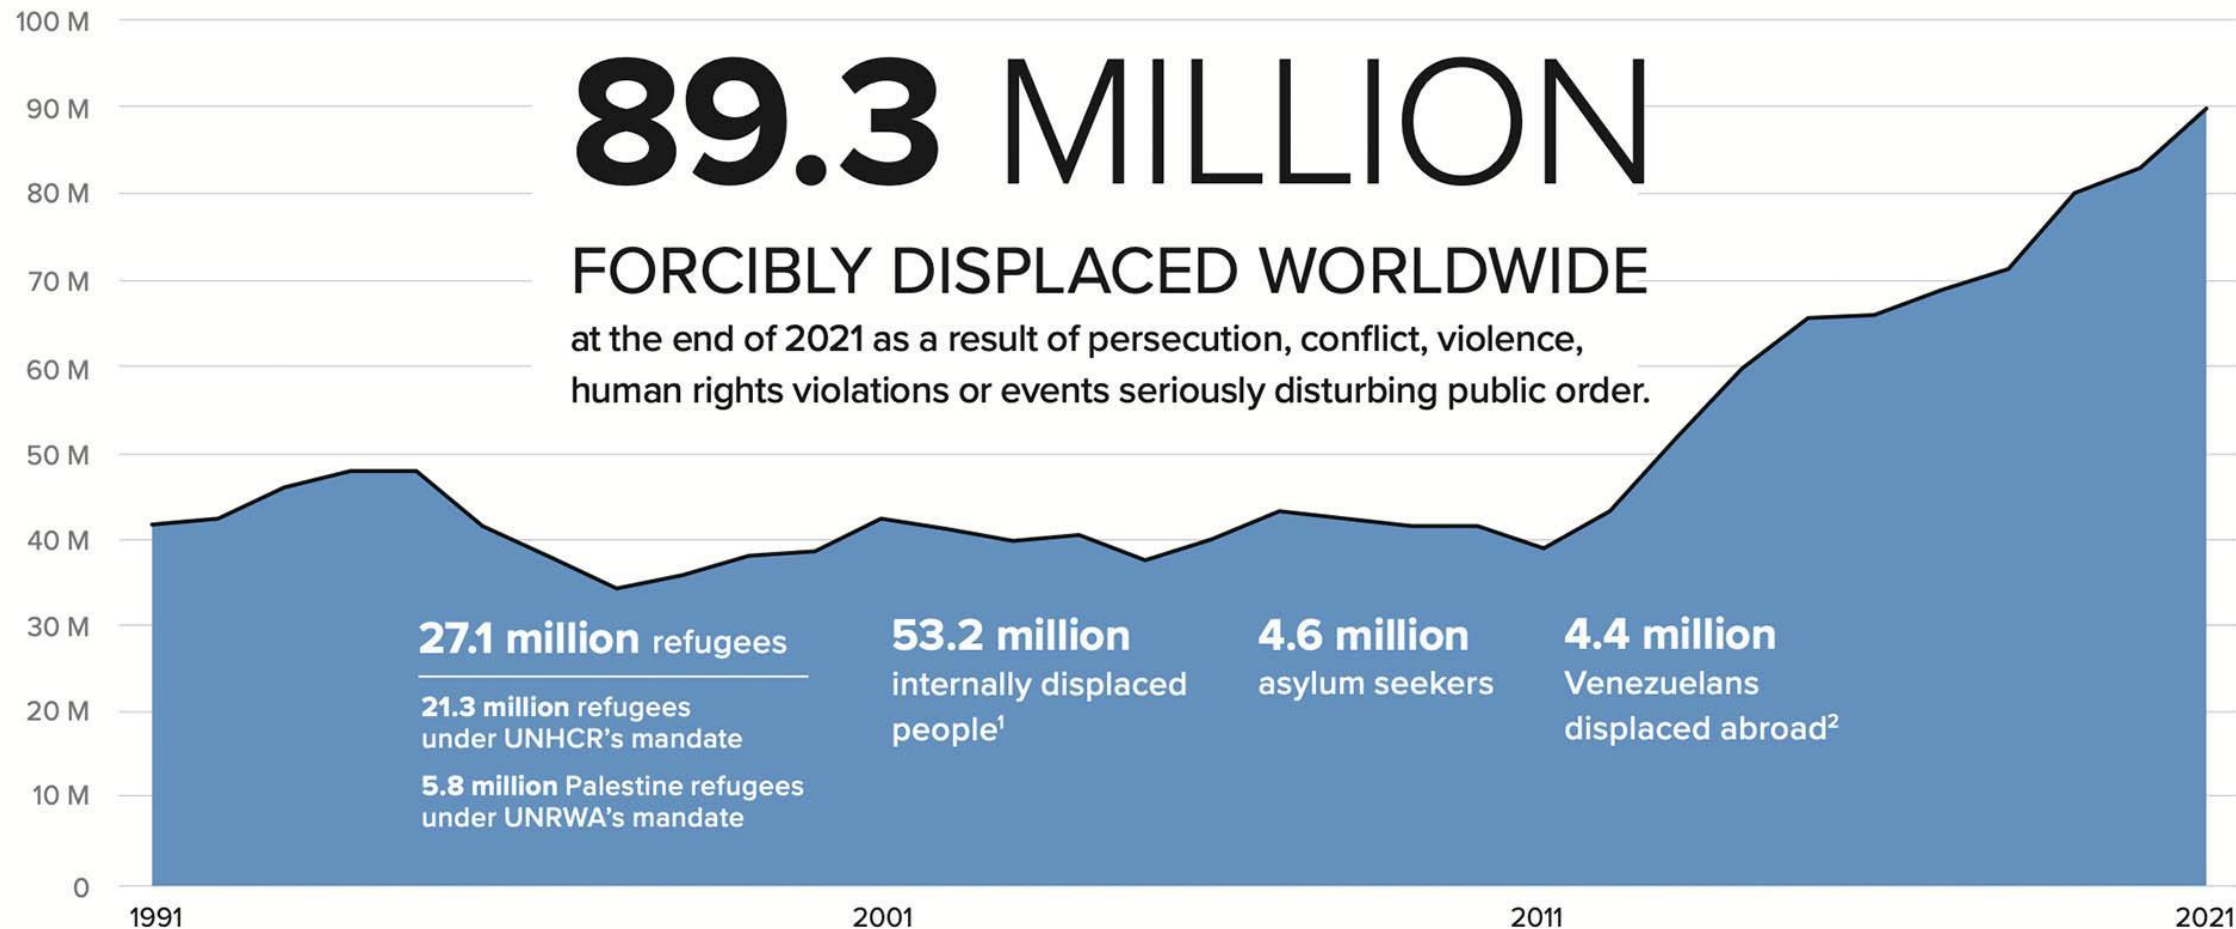 100 M
90 M
80 M
70 M
60 M
50 M
40 M
30 M
20 M
10 M
0
89.3 MILLION
FORCIBLY DISPLACED WORLDWIDE
at the end of 2021 as a result of persecution, conflict, violence,
human rights violations or events seriously disturbing public order.
27.1 million refugees
21.3 million refugees
under UNHCR’s mandate
5.8 million Palestine refugees
under UNRWA’s mandate
53.2 million
internally displaced
people¹
4.6 million
asylum seekers
4.4 million
Venezuelans
displaced abroad²
1991
2001
2011
2021